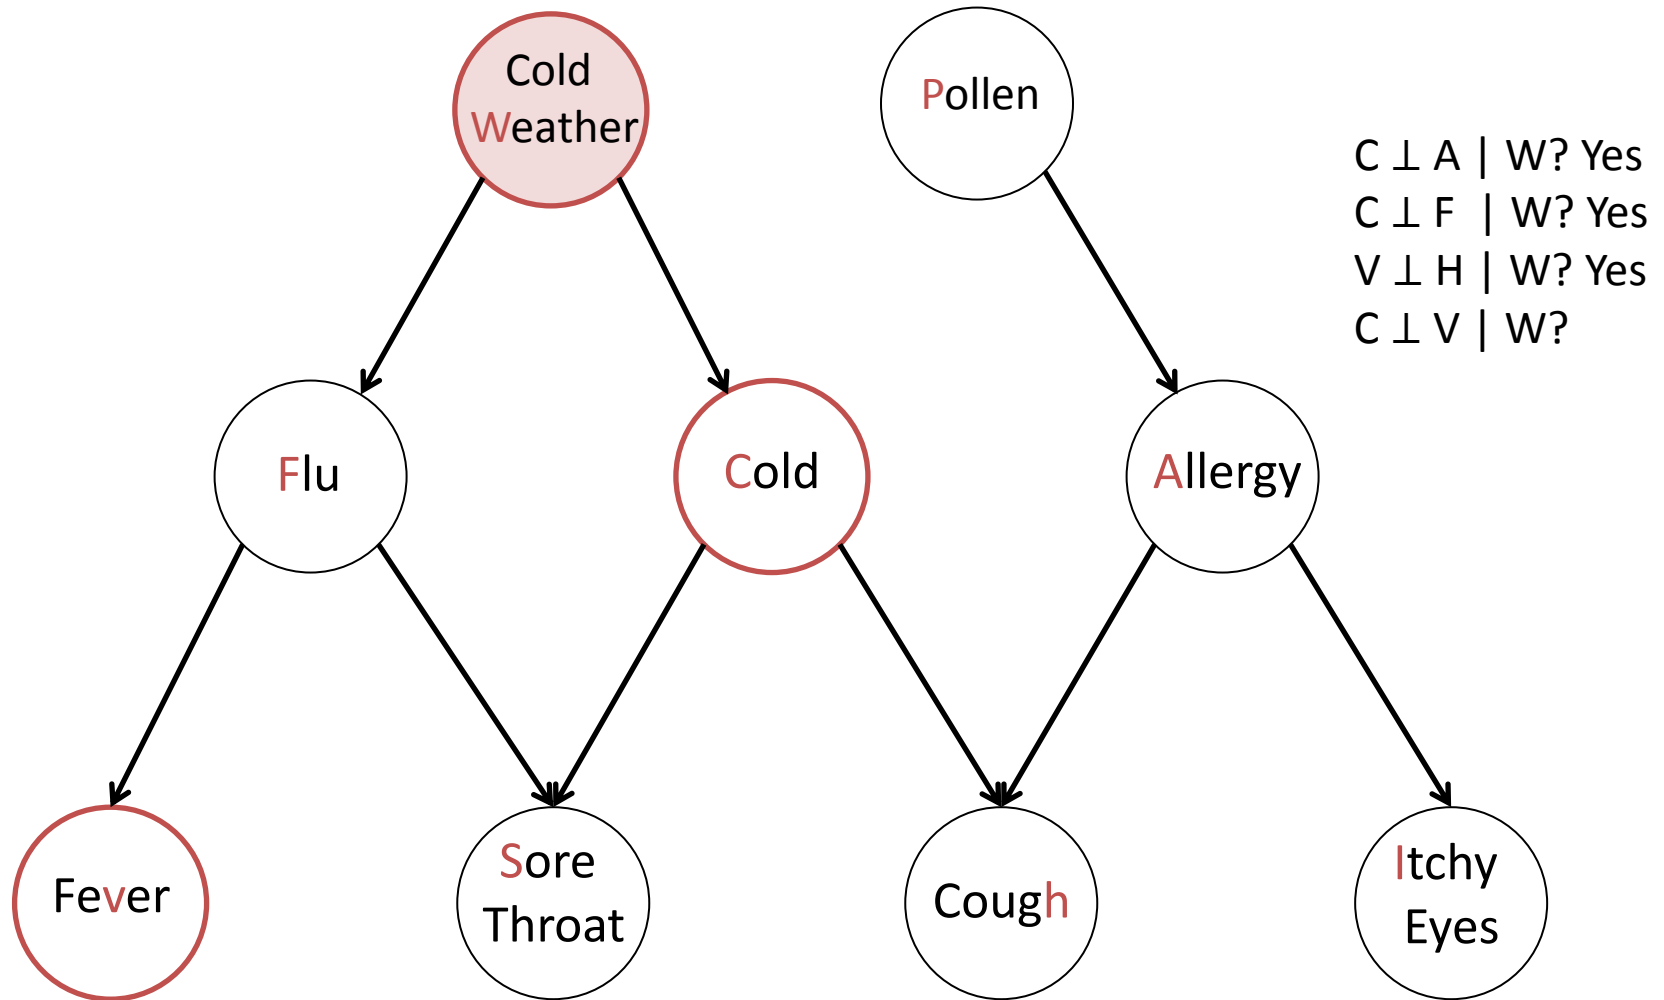 Cold
Weather
Pollen
C ⊥ A | W? Yes
C ⊥ F | W? Yes
V ⊥ H | W? Yes
C ⊥ V | W?
Flu
Cold
Allergy
Fever
Sore
Throat
Cough
Itchy
Eyes